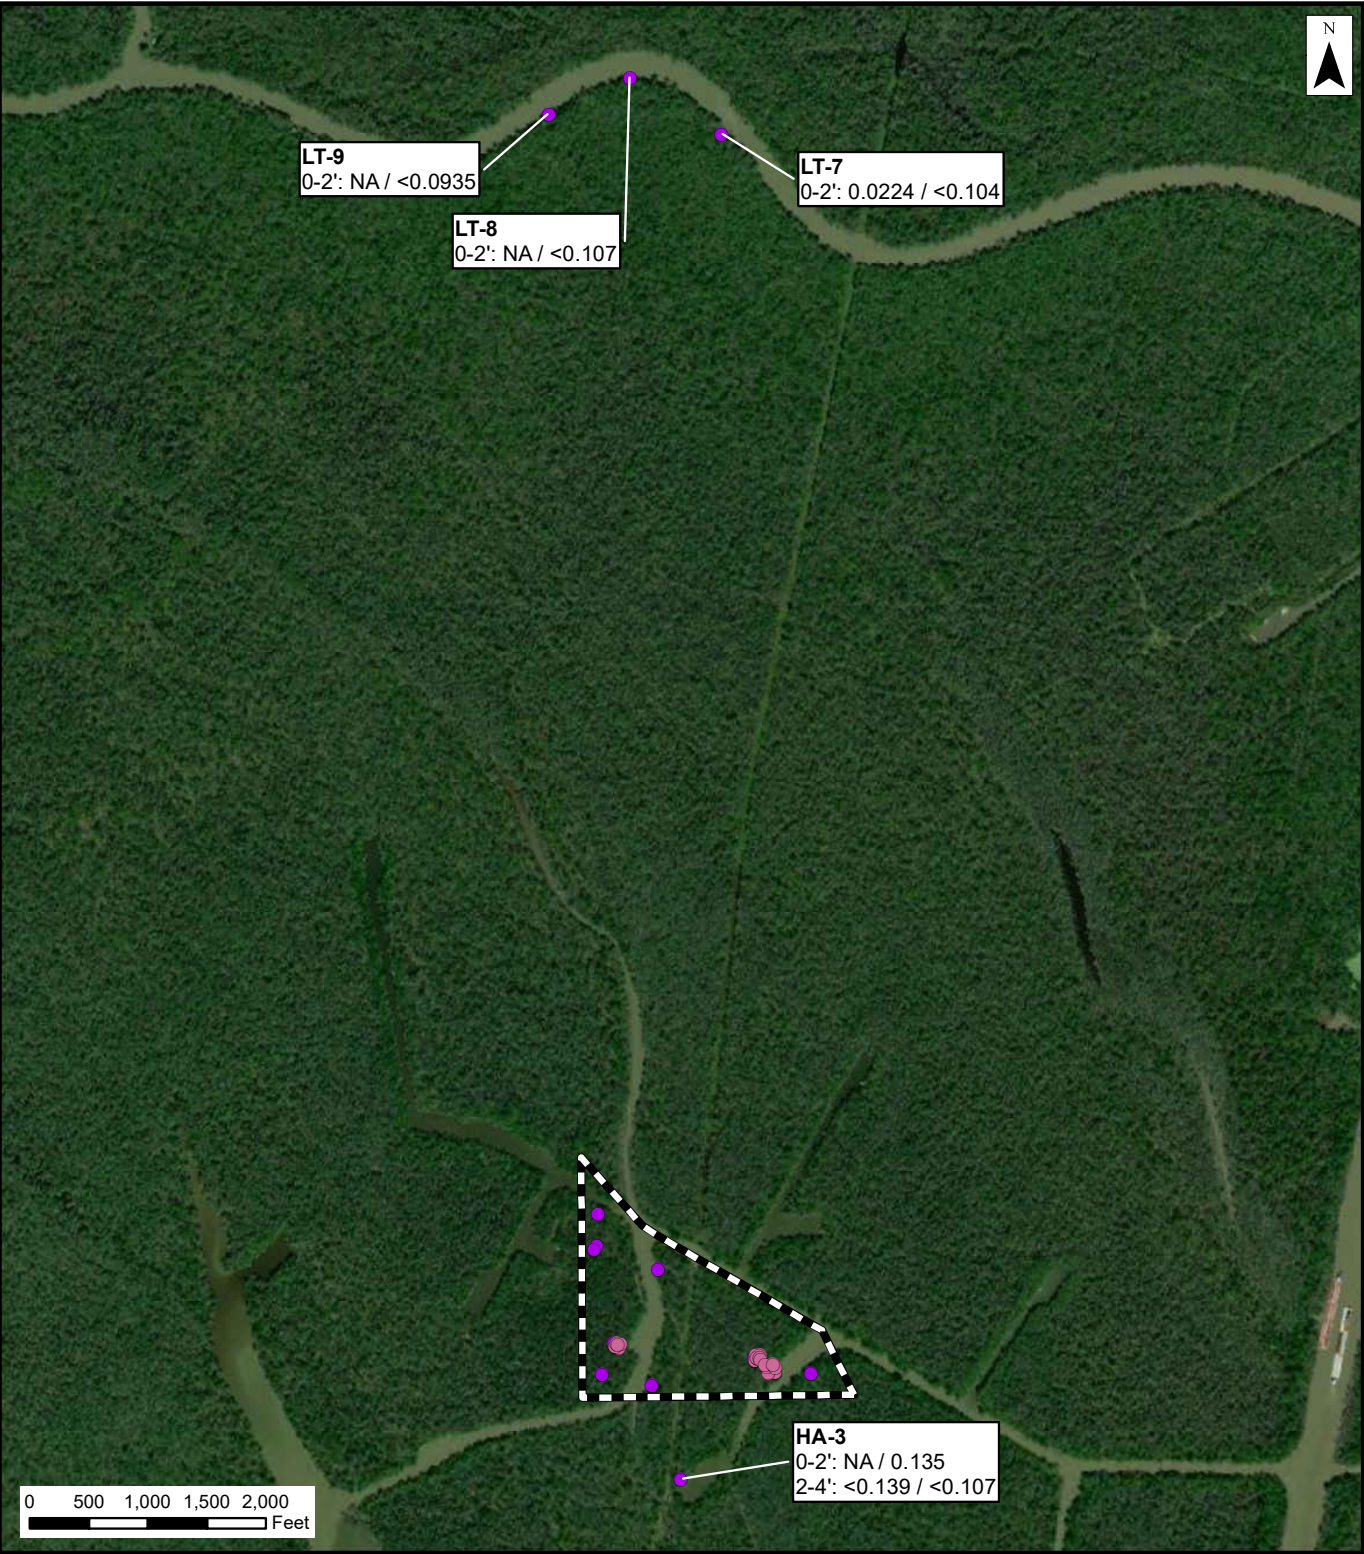 N
LT-9
0-2': NA / <0.0935
LT-8
0-2': NA / <0.107
LT-7
0-2': 0.0224 / <0.104
HA-3
0-2': NA / 0.135
2-4': <0.139 / <0.107
0 500 1,000 1,500 2,000
Feet